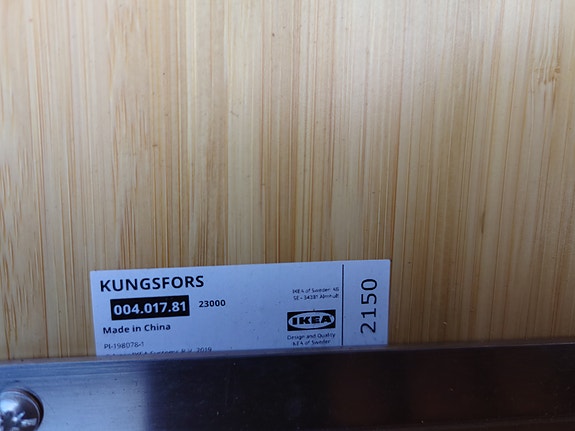 KUNGSFORS
004.017.81 23000
Made in China
PI-198078-1
IKEA of Sweden AB
SE - 34381 Älmhult
IKEA
Design and Quality
IKEA of Sweden
2150